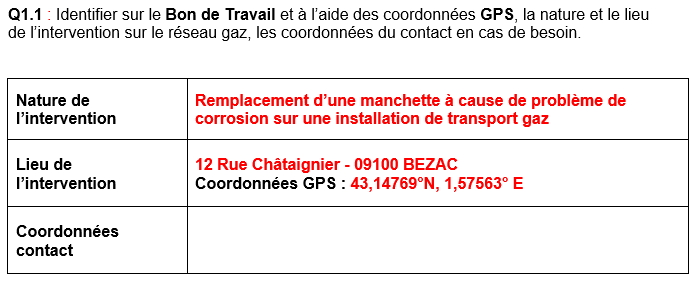 Q1.1 : Identifier sur le Bon de Travail et à l’aide des coordonnées GPS, la nature et le lieu
de l’intervention sur le réseau gaz, les coordonnées du contact en cas de besoin.
Nature de
l’intervention
Remplacement d’une manchette à cause de problème de
corrosion sur une installation de transport gaz
Lieu de
l’intervention
12 Rue Châtaignier - 09100 BEZAC
Coordonnées GPS : 43,14769°N, 1,57563° E
Coordonnées
contact